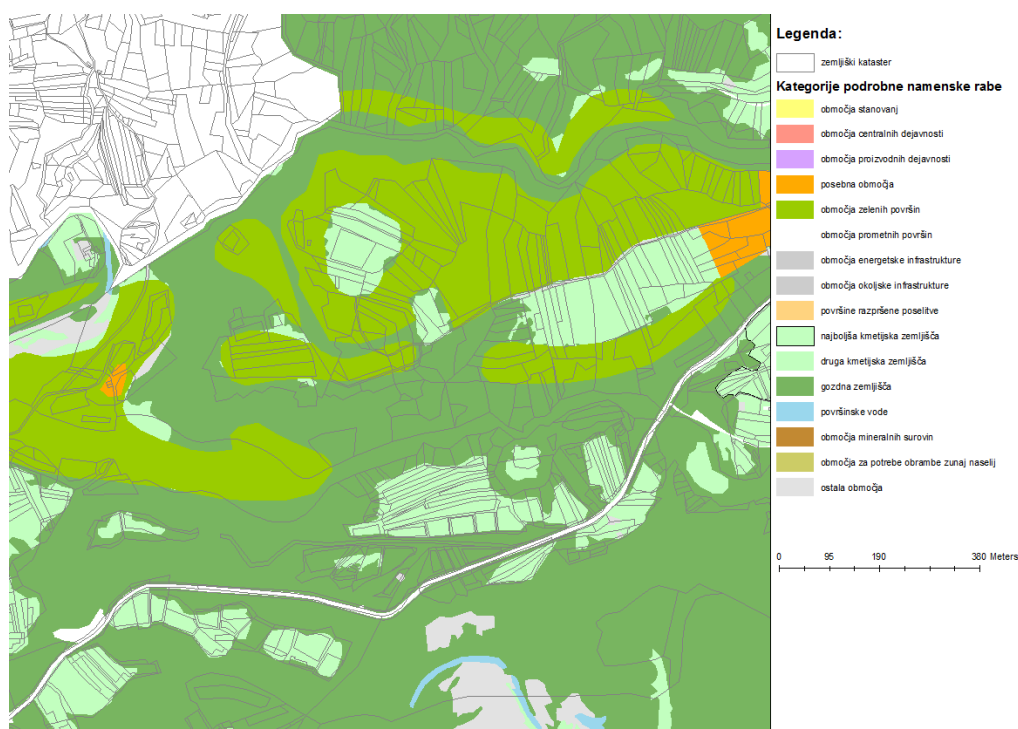 Legenda:
zemljiški kataster
Kategorije podrobne namenske rabe
območja stanovanj
območja centralnih dejavnosti
območja proizvodnih dejavnosti
posebna območja
območja zelenih površin
območja prometnih površin
območja energetske infrastrukture
območja okoljske infrastrukture
površine razpršene poselitve
najboljša kmetijska zemljišča
druga kmetijska zemljišča
gozdna zemljišča
površinske vode
območja mineralnih surovin
območja za potrebe obrambe zunaj naselij
ostala območja
0 95 190 380 Meters